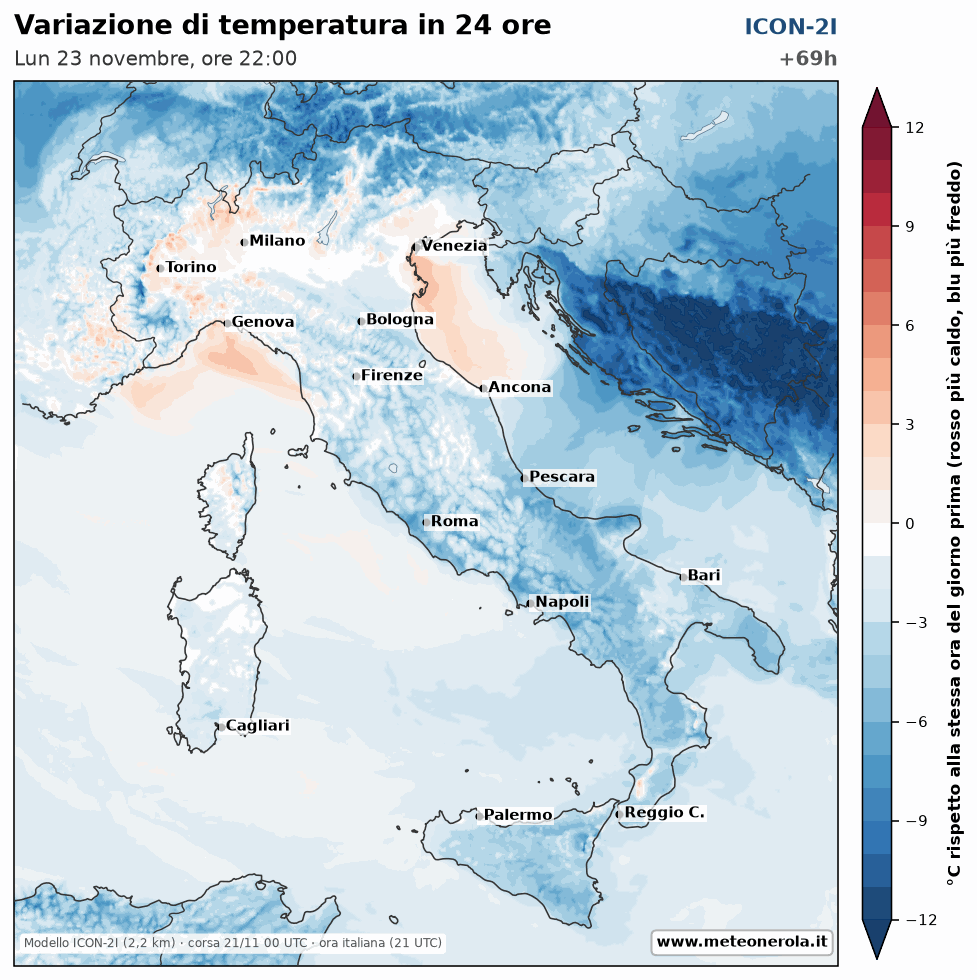 Variazione di temperatura in 24 ore
ICON-2I
Lun 23 novembre, ore 22:00
+69h
Milano
Venezia
Torino
Genova
Bologna
Firenze
Ancona
Pescara
Roma
Bari
Napoli
Cagliari
Palermo
Reggio C.
12
9
6
3
0
−3
−6
−9
−12
°C rispetto alla stessa ora del giorno prima (rosso più caldo, blu più freddo)
Modello ICON-2I (2,2 km) · corsa 21/11 00 UTC · ora italiana (21 UTC)
www.meteonerola.it